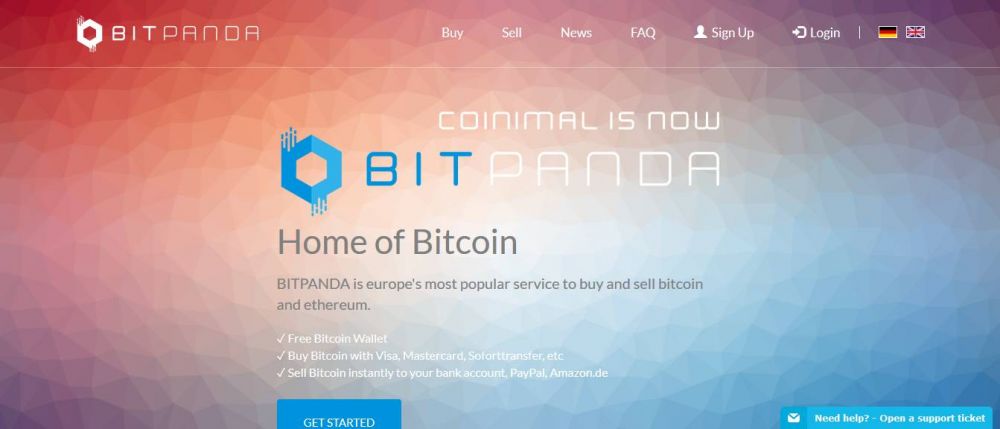 BITPANDA Buy Sell News FAQ Sign Up Login
COINIMAL IS NOW
BITPANDA
Home of Bitcoin
BITPANDA is europe's most popular service to buy and sell bitcoin
and ethereum.
✓ Free Bitcoin Wallet
✓ Buy Bitcoin with Visa, Mastercard, Soforttransfer, etc
✓ Sell Bitcoin instantly to your bank account, PayPal, Amazon.de
GET STARTED
Need help? - Open a support ticket